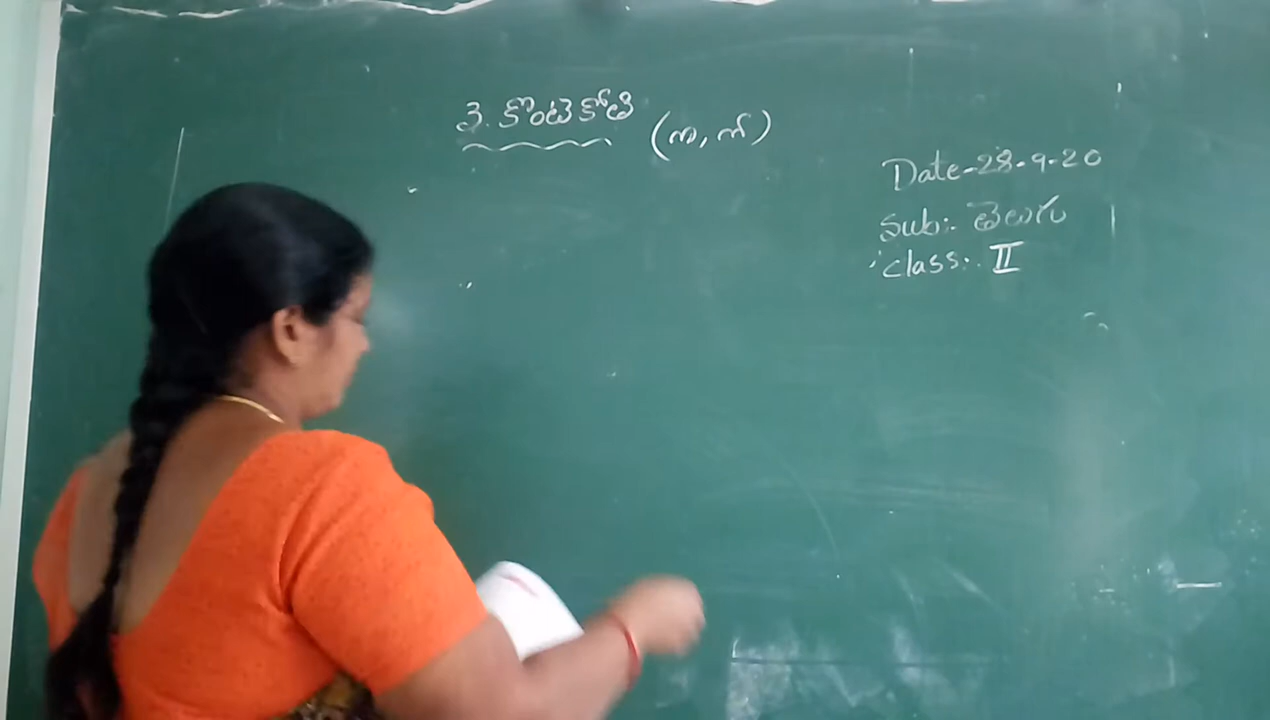 3. కొంటెకోతి
(గ, గ్)
Date-28-9-20
Sub:- తెలుగు
class:- II